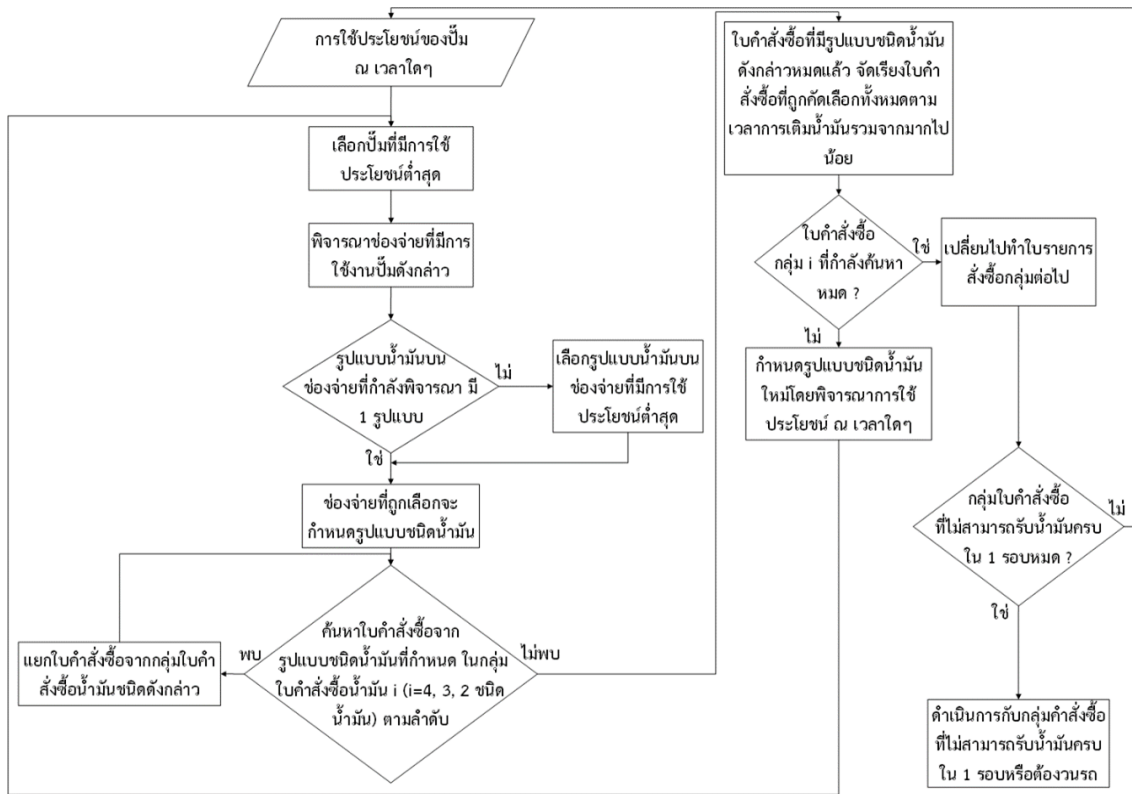 การใช้ประโยชน์ของปั๊ม
ณ เวลาใดๆ
เลือกปั๊มที่มีการใช้
ประโยชน์ต่ำสุด
พิจารณาช่องจ่ายที่มีการ
ใช้งานปั๊มดังกล่าว
รูปแบบน้ำมันบน
ช่องจ่ายที่กำลังพิจารณา มี
1 รูปแบบ
ไม่
เลือกรูปแบบน้ำมันบน
ช่องจ่ายที่มีการใช้
ประโยชน์ต่ำสุด
ใช่
ช่องจ่ายที่ถูกเลือกจะ
กำหนดรูปแบบชนิดน้ำมัน
ค้นหาใบคำสั่งซื้อจาก
รูปแบบชนิดน้ำมันที่กำหนด ในกลุ่ม
ใบคำสั่งซื้อน้ำมัน i (i=4, 3, 2 ชนิด
น้ำมัน) ตามลำดับ
พบ
แยกใบคำสั่งซื้อจากกลุ่มใบคำ
สั่งซื้อน้ำมันชนิดดังกล่าว
ไม่พบ
ใบคำสั่งซื้อที่มีรูปแบบชนิดน้ำมัน
ดังกล่าวหมดแล้ว จัดเรียงใบคำ
สั่งซื้อที่ถูกคัดเลือกทั้งหมดตาม
เวลาการเติมน้ำมันรวมจากมากไป
น้อย
ใบคำสั่งซื้อ
กลุ่ม i ที่กำลังค้นหา
หมด ?
ใช่
เปลี่ยนไปทำใบรายการ
สั่งซื้อกลุ่มต่อไป
ไม่
กำหนดรูปแบบชนิดน้ำมัน
ใหม่โดยพิจารณาการใช้
ประโยชน์ ณ เวลาใดๆ
กลุ่มใบคำสั่งซื้อ
ที่ไม่สามารถรับน้ำมันครบ
ใน 1 รอบหมด ?
ไม่
ใช่
ดำเนินการกับกลุ่มคำสั่งซื้อ
ที่ไม่สามารถรับน้ำมันครบ
ใน 1 รอบหรือต้องวนรถ